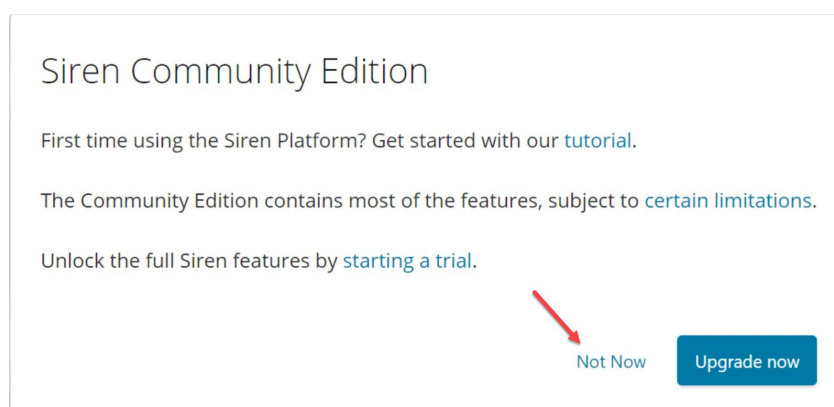 Siren Community Edition
First time using the Siren Platform? Get started with our tutorial.
The Community Edition contains most of the features, subject to certain limitations.
Unlock the full Siren features by starting a trial.
Not Now
Upgrade now